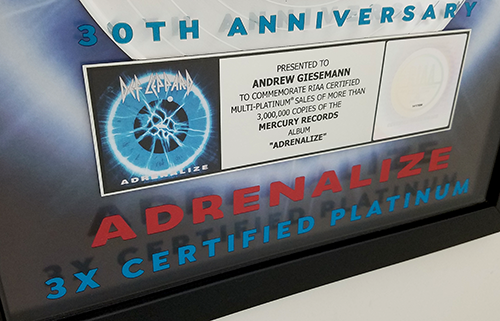 30TH ANNIVERSARY
DEF LEPPARD
ADRENALIZE
PRESENTED TO
ANDREW GIESEMANN
TO COMMEMORATE RIAA CERTIFIED
MULTI-PLATINUM® SALES OF MORE THAN
3,000,000 COPIES OF THE
MERCURY RECORDS
ALBUM
"ADRENALIZE"
ADRENALIZE
3X CERTIFIED PLATINUM